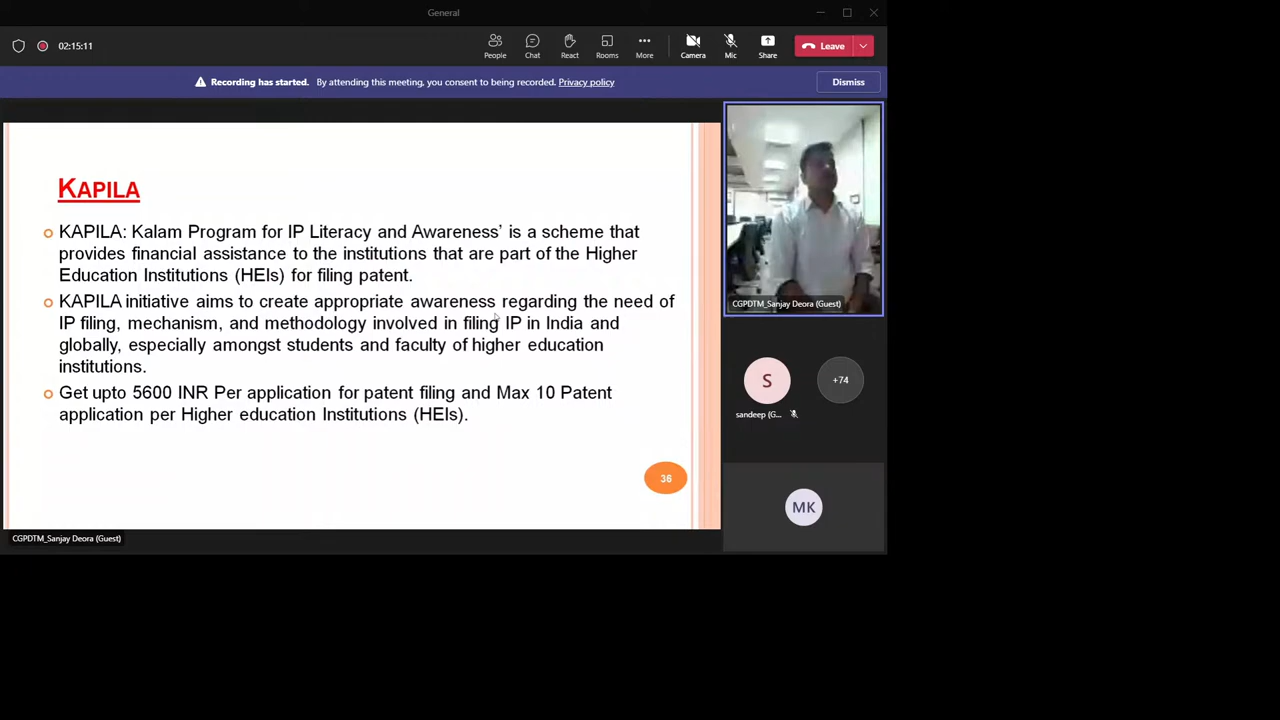 General
02:15:11
People
Chat
React
Rooms
More
Camera
Mic
Share
Leave
Recording has started. By attending this meeting, you consent to being recorded. Privacy policy
Dismiss
KAPILA
KAPILA: Kalam Program for IP Literacy and Awareness’ is a scheme that
provides financial assistance to the institutions that are part of the Higher
Education Institutions (HEIs) for filing patent.
KAPILA initiative aims to create appropriate awareness regarding the need of
IP filing, mechanism, and methodology involved in filing IP in India and
globally, especially amongst students and faculty of higher education
institutions.
Get upto 5600 INR Per application for patent filing and Max 10 Patent
application per Higher education Institutions (HEIs).
36
CGPDTM_Sanjay Deora (Guest)
CGPDTM_Sanjay Deora (Guest)
S
+74
sandeep (G...
MK